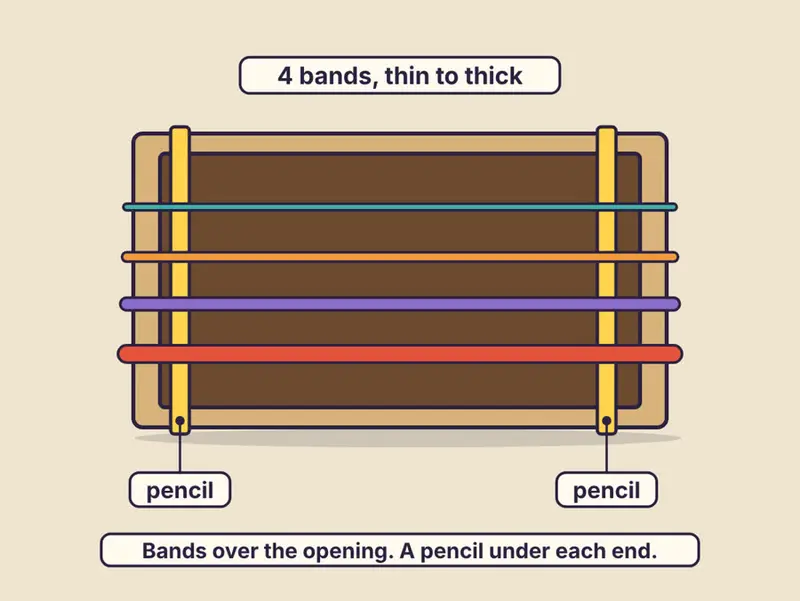 4 bands, thin to thick
pencil
pencil
Bands over the opening. A pencil under each end.